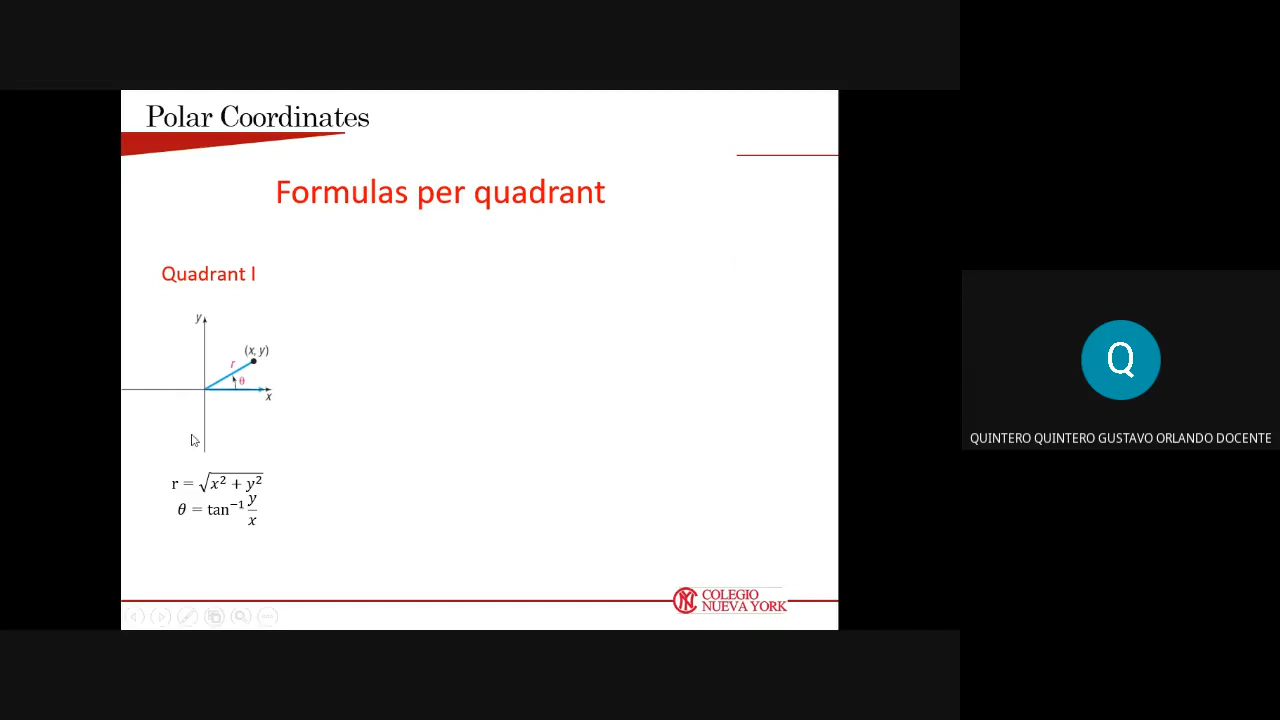 Polar Coordinates
Formulas per quadrant
Quadrant I
y
(x, y)
r
θ
x
r = √x² + y²
θ = tan⁻¹ y/x
COLEGIO
NUEVA YORK
Q
QUINTERO QUINTERO GUSTAVO ORLANDO DOCENTE